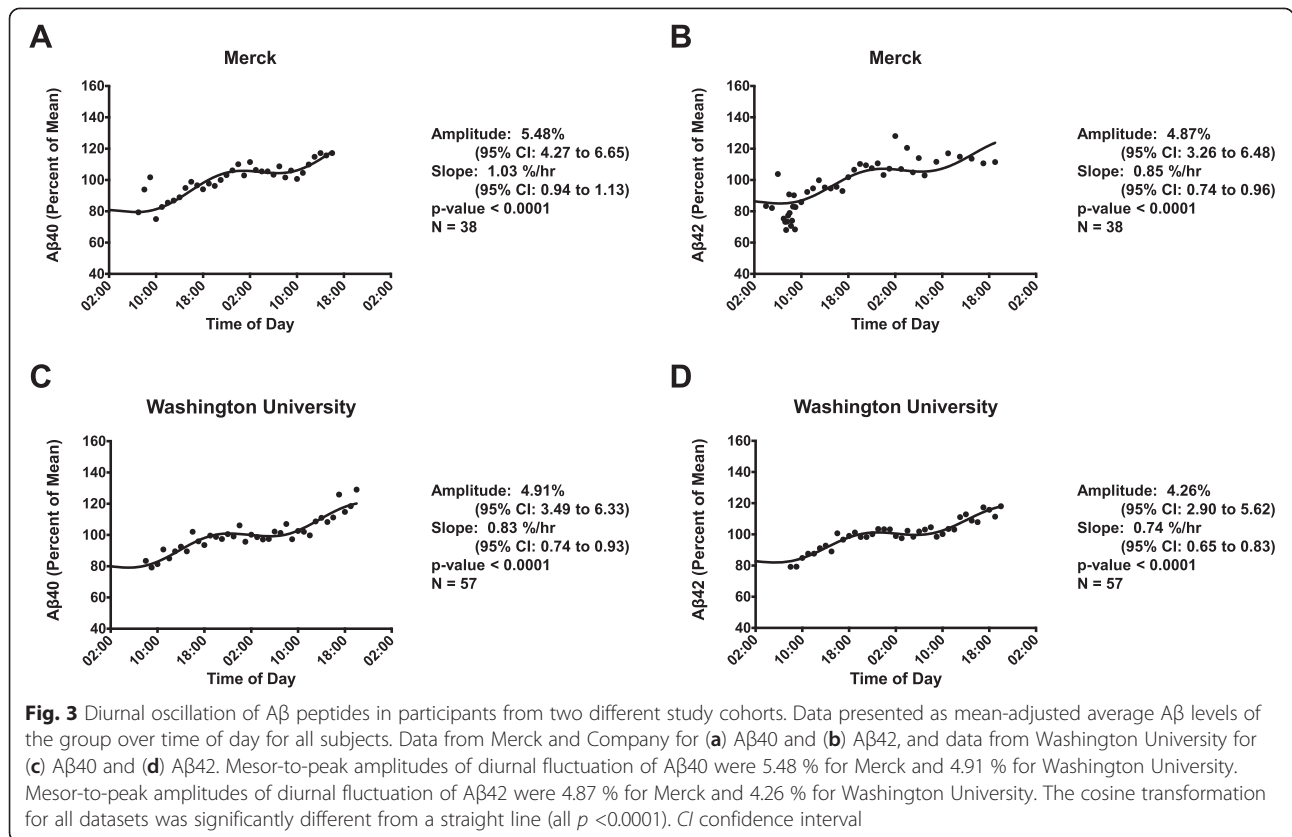 A
Merck
Aβ40 (Percent of Mean)
160
140
120
100
80
60
40
02:00
10:00
18:00
02:00
10:00
18:00
02:00
Time of Day
Amplitude: 5.48%
(95% CI: 4.27 to 6.65)
Slope: 1.03 %/hr
(95% CI: 0.94 to 1.13)
p-value < 0.0001
N = 38
B
Merck
Aβ42 (Percent of Mean)
160
140
120
100
80
60
40
02:00
10:00
18:00
02:00
10:00
18:00
02:00
Time of Day
Amplitude: 4.87%
(95% CI: 3.26 to 6.48)
Slope: 0.85 %/hr
(95% CI: 0.74 to 0.96)
p-value < 0.0001
N = 38
C
Washington University
Aβ40 (Percent of Mean)
160
140
120
100
80
60
40
02:00
10:00
18:00
02:00
10:00
18:00
02:00
Time of Day
Amplitude: 4.91%
(95% CI: 3.49 to 6.33)
Slope: 0.83 %/hr
(95% CI: 0.74 to 0.93)
p-value < 0.0001
N = 57
D
Washington University
Aβ42 (Percent of Mean)
160
140
120
100
80
60
40
02:00
10:00
18:00
02:00
10:00
18:00
02:00
Time of Day
Amplitude: 4.26%
(95% CI: 2.90 to 5.62)
Slope: 0.74 %/hr
(95% CI: 0.65 to 0.83)
p-value < 0.0001
N = 57
Fig. 3 Diurnal oscillation of Aβ peptides in participants from two different study cohorts. Data presented as mean-adjusted average Aβ levels of
the group over time of day for all subjects. Data from Merck and Company for (a) Aβ40 and (b) Aβ42, and data from Washington University for
(c) Aβ40 and (d) Aβ42. Mesor-to-peak amplitudes of diurnal fluctuation of Aβ40 were 5.48 % for Merck and 4.91 % for Washington University.
Mesor-to-peak amplitudes of diurnal fluctuation of Aβ42 were 4.87 % for Merck and 4.26 % for Washington University. The cosine transformation
for all datasets was significantly different from a straight line (all p <0.0001). CI confidence interval